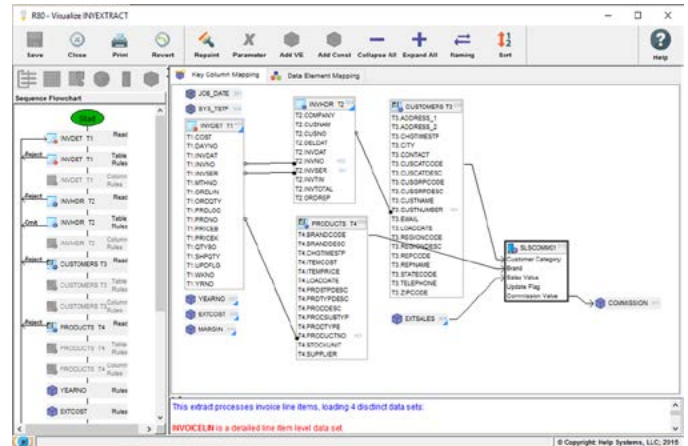 R80 - Visualize INYEXTRACT
Save
Close
Print
Revert
Repaint
Parameter
Add VE
Add Const
Collapse All
Expand All
Naming
Sort
Help
Sequence Flowchart
Start
INVDET T1
Read
Reject
INVDET T1
Table Rules
INVDET T1
Column Rules
Reject
INVHDR T2
Read
Cmit
INVHDR T2
Table Rules
INVHDR T2
Column Rules
Reject
CUSTOMERS T3
Read
CUSTOMERS T3
Table Rules
CUSTOMERS T3
Column Rules
Reject
PRODUCTS T4
Read
PRODUCTS T4
Table Rules
PRODUCTS T4
Column Rules
YEARNO
Rules
EXTCOST
Rules
Key Column Mapping
Data Element Mapping
JOB_DATE
SYS_TSTP
INVDET T1
T1.COST
T1.DAYNO
T1.INVDAT
T1.INVNO
T1.INVSER
T1.MTHNO
T1.ORDLIN
T1.ORDQTY
T1.PRDLOC
T1.PRDNO
T1.PRICEB
T1.PRICEK
T1.QTYSO
T1.SHPQTY
T1.UPDFLG
T1.WKNO
T1.YRNO
YEARNO
EXTCOST
MARGIN
INVHDR T2
T2.COMPANY
T2.CUSNAM
T2.CUSNO
T2.DELDAT
T2.INVDAT
T2.INVNO
T2.INVSER
T2.INVTIN
T2.INVTOTAL
T2.ORDREP
PRODUCTS T4
T4.BRANDCODE
T4.BRANDDESC
T4.CHGTIMESTP
T4.ITEMCOST
T4.ITEMPRICE
T4.LOADDATE
T4.PRDSTPDESC
T4.PRDTYPDESC
T4.PRODDESC
T4.PRODSUBTYP
T4.PRODTYPE
T4.PRODUCTNO
T4.STOCKUNIT
T4.SUPPLIER
CUSTOMERS T3
T3.ADDRESS_1
T3.ADDRESS_2
T3.CHGTIMESTP
T3.CITY
T3.CONTACT
T3.CUSCATCODE
T3.CUSCATDESC
T3.CUSGRPCODE
T3.CUSGRPDESC
T3.CUSTNAME
T3.CUSTNUMBER
T3.EMAIL
T3.LOADDATE
T3.REGIONCODE
T3.REGIONDESC
T3.REPCODE
T3.REPNAME
T3.STATECODE
T3.TELEPHONE
T3.ZIPCODE
EXTSALES
SLSCOMM01
Customer Category
Brand
Sales Value
Update Flag
Commission Value
COMMISSION
This extract processes invoice line items, loading 4 disctinct data sets:
INVOICELIN is a detailed line item level data set.
© Copyright Help Systems, LLC, 2015